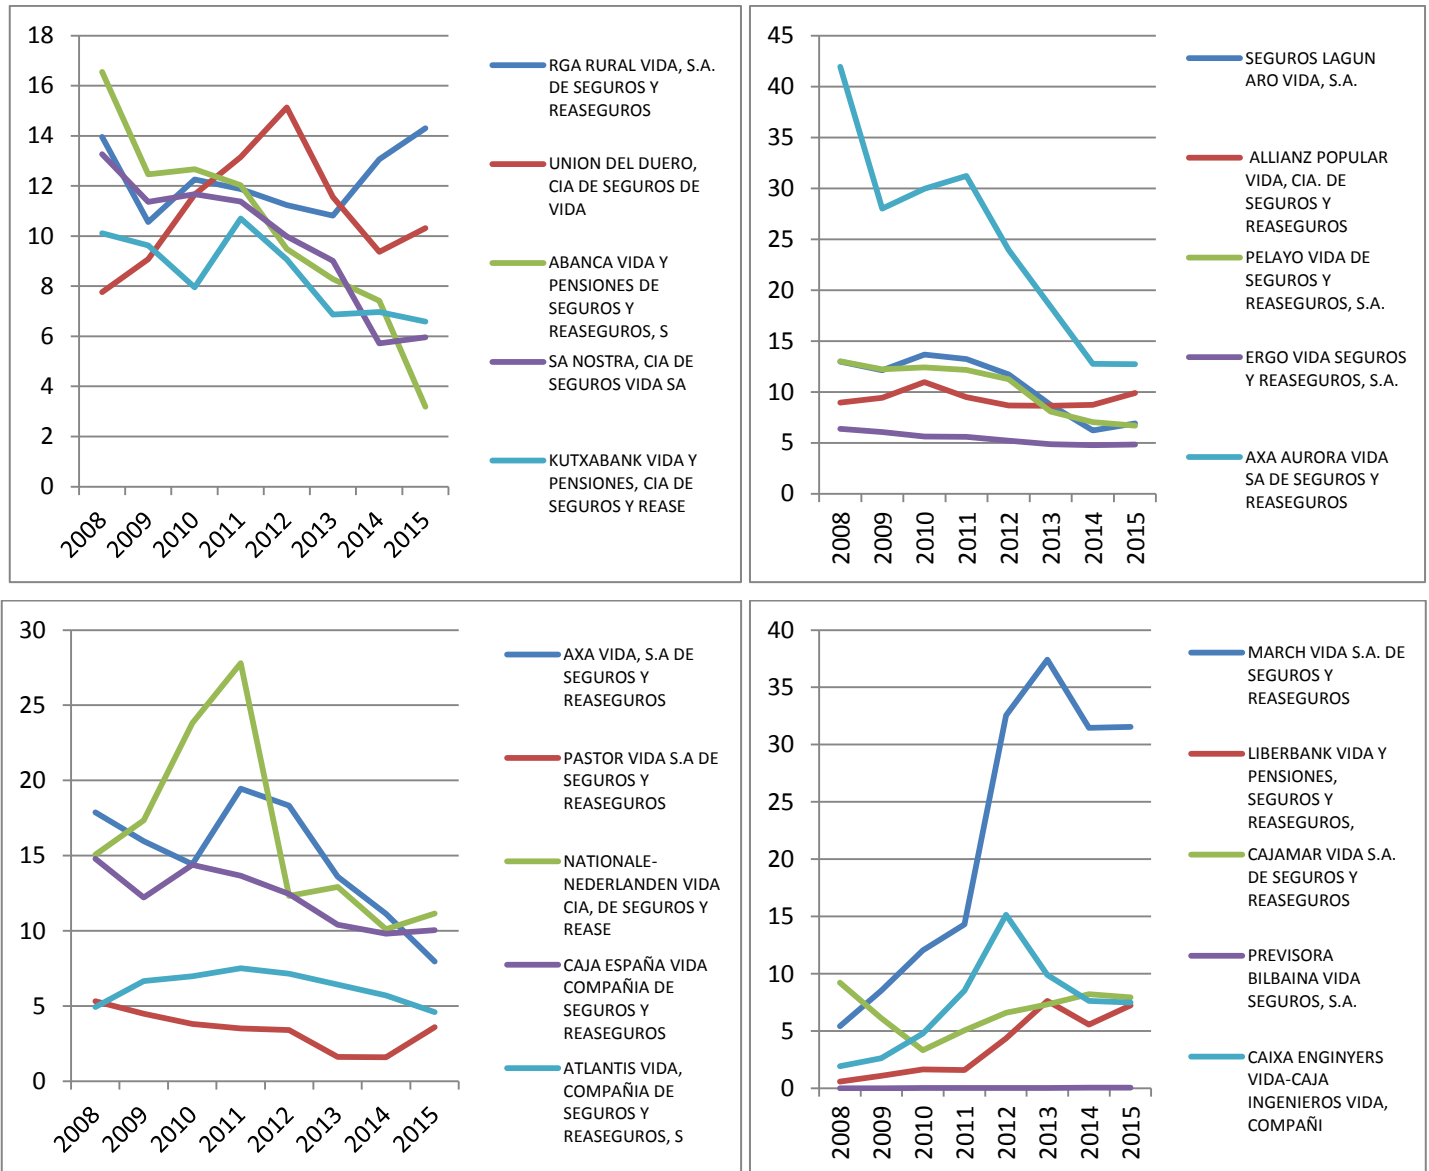 18
16
14
12
10
8
6
4
2
0
2008
2009
2010
2011
2012
2013
2014
2015
RGA RURAL VIDA, S.A.
DE SEGUROS Y
REASEGUROS
UNION DEL DUERO,
CIA DE SEGUROS DE
VIDA
ABANCA VIDA Y
PENSIONES DE
SEGUROS Y
REASEGUROS, S
SA NOSTRA, CIA DE
SEGUROS VIDA SA
KUTXABANK VIDA Y
PENSIONES, CIA DE
SEGUROS Y REASE
45
40
35
30
25
20
15
10
5
0
2008
2009
2010
2011
2012
2013
2014
2015
SEGUROS LAGUN
ARO VIDA, S.A.
ALLIANZ POPULAR
VIDA, CIA. DE
SEGUROS Y
REASEGUROS
PELAYO VIDA DE
SEGUROS Y
REASEGUROS, S.A.
ERGO VIDA SEGUROS
Y REASEGUROS, S.A.
AXA AURORA VIDA
SA DE SEGUROS Y
REASEGUROS
30
25
20
15
10
5
0
2008
2009
2010
2011
2012
2013
2014
2015
AXA VIDA, S.A DE
SEGUROS Y
REASEGUROS
PASTOR VIDA S.A DE
SEGUROS Y
REASEGUROS
NATIONALE-
NEDERLANDEN VIDA
CIA, DE SEGUROS Y
REASE
CAJA ESPAÑA VIDA
COMPAÑIA DE
SEGUROS Y
REASEGUROS
ATLANTIS VIDA,
COMPAÑIA DE
SEGUROS Y
REASEGUROS, S
40
35
30
25
20
15
10
5
0
2008
2009
2010
2011
2012
2013
2014
2015
MARCH VIDA S.A. DE
SEGUROS Y
REASEGUROS
LIBERBANK VIDA Y
PENSIONES,
SEGUROS Y
REASEGUROS,
CAJAMAR VIDA S.A.
DE SEGUROS Y
REASEGUROS
PREVISORA
BILBAINA VIDA
SEGUROS, S.A.
CAIXA ENGINYERS
VIDA-CAJA
INGENIEROS VIDA,
COMPAÑI